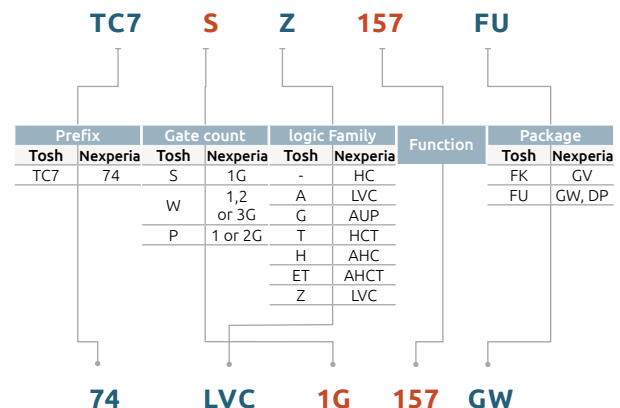 TC7 S Z 157 FU
Prefix Gate count logic Family Function Package
Tosh Nexperia Tosh Nexperia Tosh Nexperia Tosh Nexperia
TC7 74 S 1G - HC FK GV
W 1,2 or 3G A LVC FU GW, DP
G AUP
P 1 or 2G T HCT
H AHC
ET AHCT
Z LVC
74 LVC 1G 157 GW